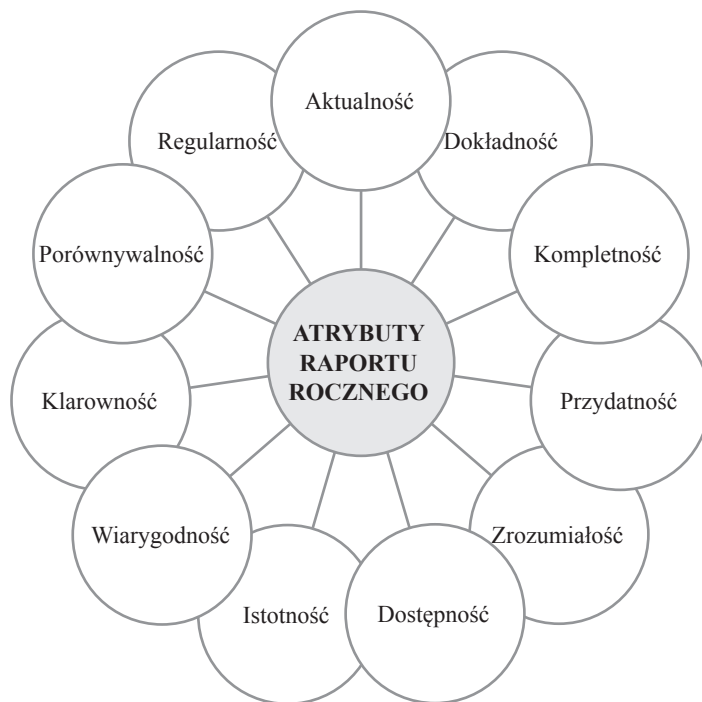 Aktualność
Regularność
Dokładność
Porównywalność
Kompletność
ATRYBUTY
RAPORTU
ROCZNEGO
Klarowność
Przydatność
Wiarygodność
Zrozumiałość
Istotność
Dostępność